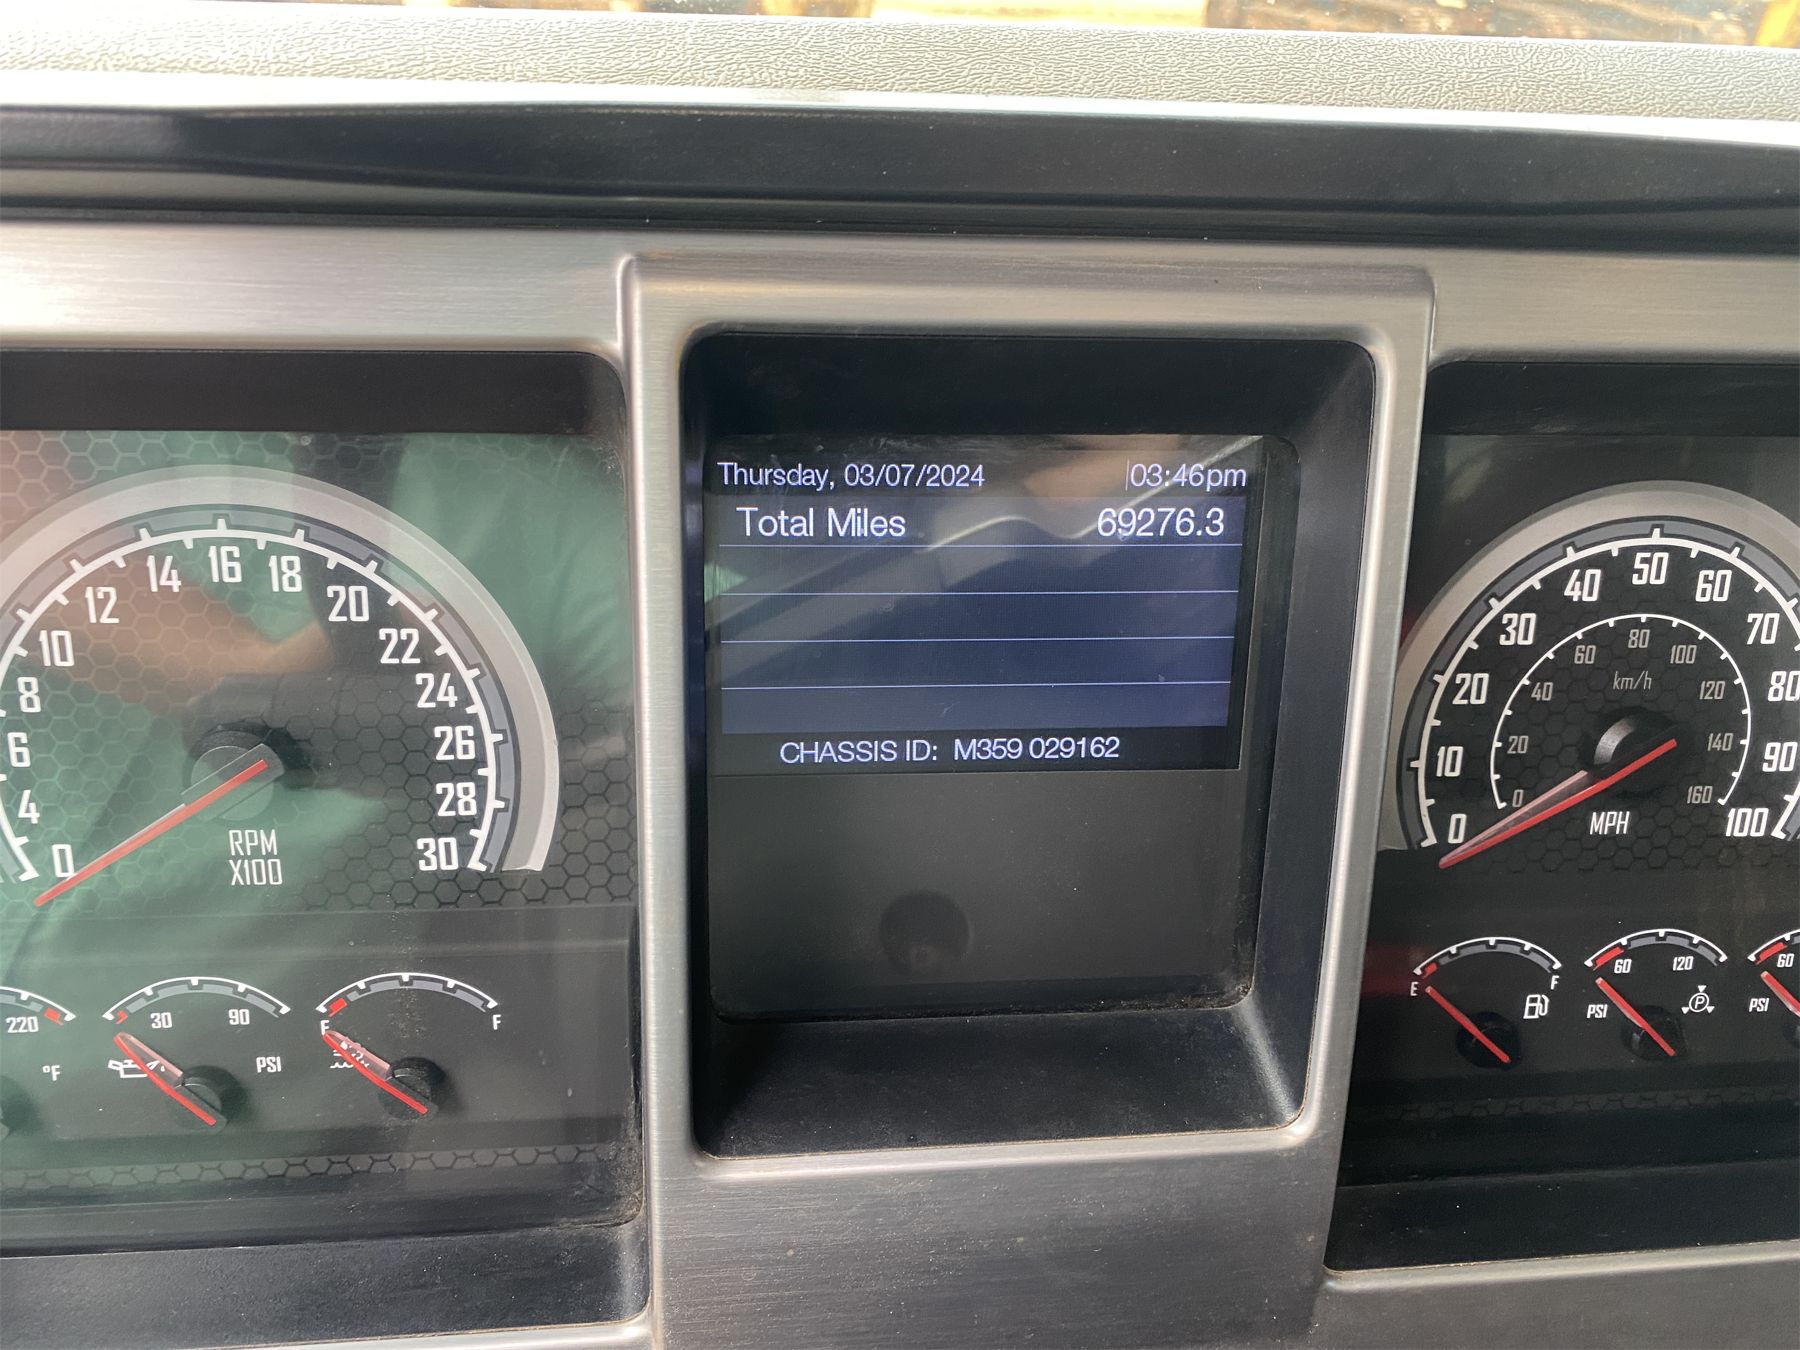 Thursday, 03/07/2024 03:46pm
Total Miles 69276.3
CHASSIS ID: M359 029162
0 4 6 8 10 12 14 16 18 20 22 24 26 28 30
RPM
X100
220 °F
30 90 PSI
F
0 10 20 30 40 50 60 70 80 90 100
0 20 40 60 80 100 120 140 160
km/h
MPH
E F
60 120 PSI P
60 PSI